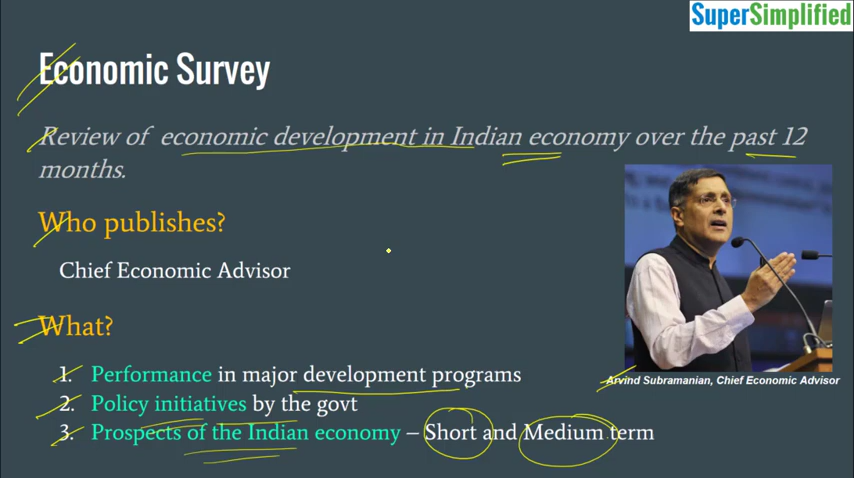 SuperSimplified
Economic Survey
Review of economic development in Indian economy over the past 12
months.
Who publishes?
Chief Economic Advisor
What?
1. Performance in major development programs
Arvind Subramanian, Chief Economic Advisor
2. Policy initiatives by the govt
3. Prospects of the Indian economy – Short and Medium term